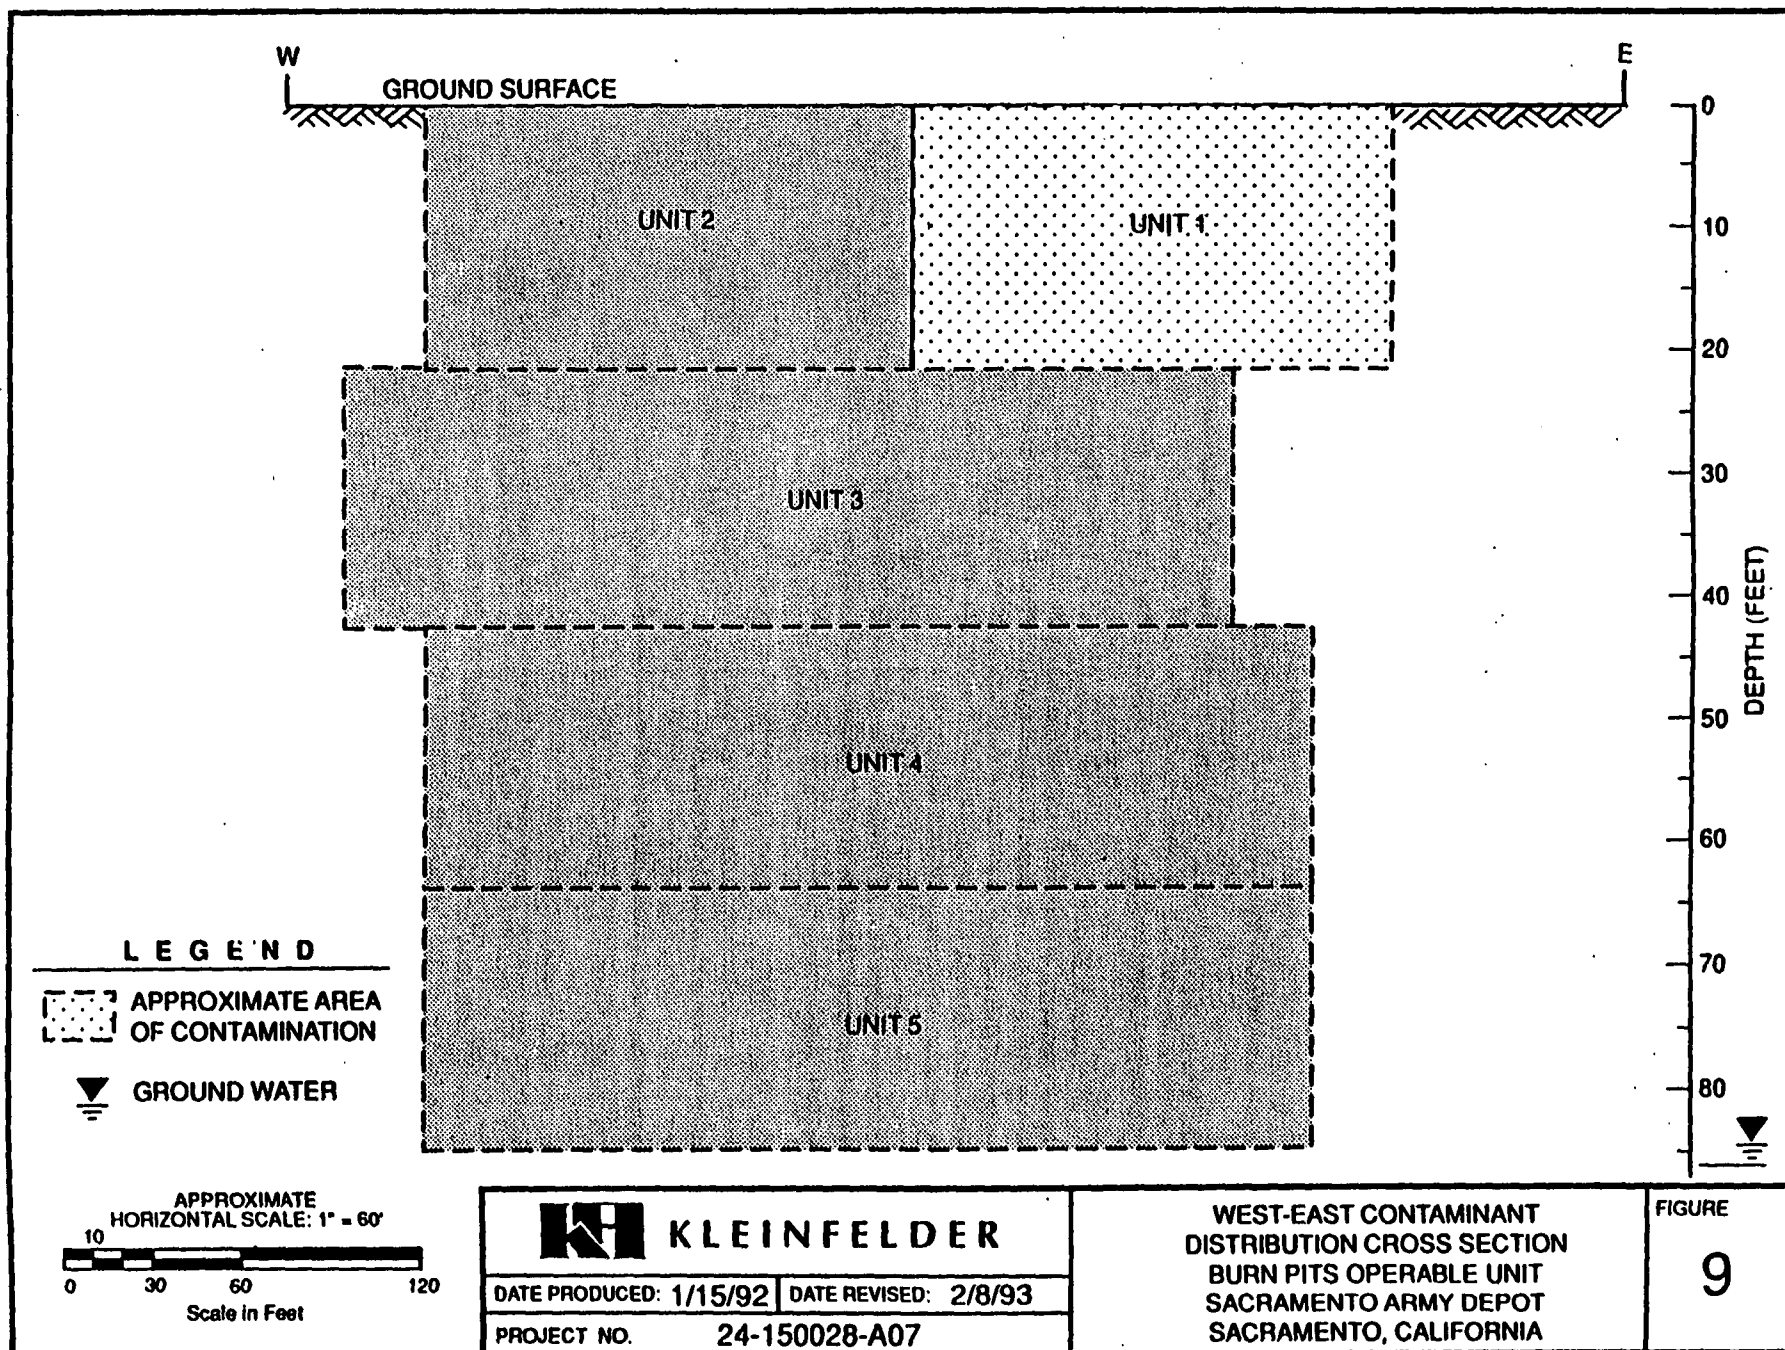 W
E
GROUND SURFACE
0
UNIT 2
UNIT 1
10
20
30
UNIT 3
40
DEPTH (FEET)
50
UNIT 4
60
70
UNIT 5
80
LEGEND
APPROXIMATE AREA
OF CONTAMINATION
GROUND WATER
APPROXIMATE
HORIZONTAL SCALE: 1" = 60'
10
0 30 60 120
Scale in Feet
KLEINFELDER
DATE PRODUCED: 1/15/92 DATE REVISED: 2/8/93
PROJECT NO. 24-150028-A07
WEST-EAST CONTAMINANT
DISTRIBUTION CROSS SECTION
BURN PITS OPERABLE UNIT
SACRAMENTO ARMY DEPOT
SACRAMENTO, CALIFORNIA
FIGURE
9